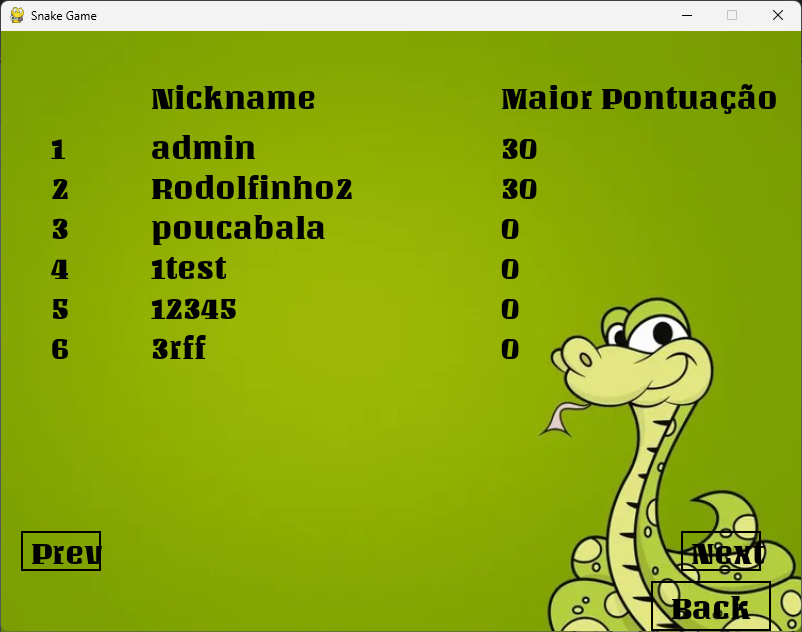 Snake Game
Nickname Maior Pontuação
1 admin 30
2 Rodolfinho2 30
3 poucabala 0
4 1test 0
5 12345 0
6 3rff 0
Prev Next
Back